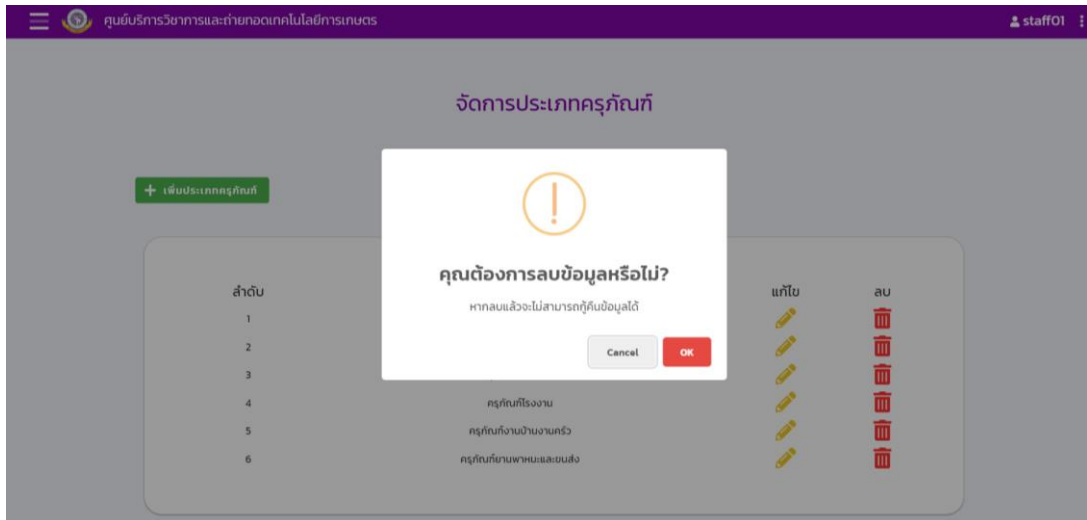 ศูนย์บริการวิชาการและถ่ายทอดเทคโนโลยีการเกษตร
staff01
จัดการประเภทครุภัณฑ์
เพิ่มประเภทครุภัณฑ์
คุณต้องการลบข้อมูลหรือไม่?
หากลบแล้วจะไม่สามารถกู้คืนข้อมูลได้
Cancel OK
ลำดับ แก้ไข ลบ
1
2
3
4 ครุภัณฑ์โรงงาน
5 ครุภัณฑ์งานบ้านงานครัว
6 ครุภัณฑ์ยานพาหนะและขนส่ง